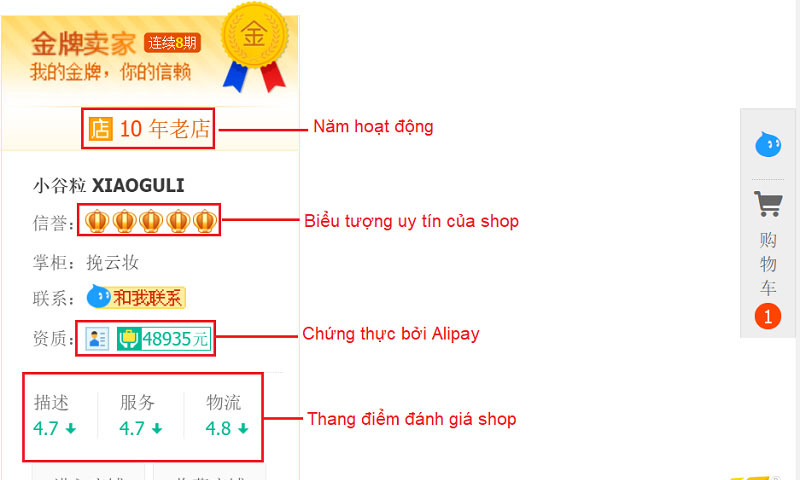 金牌卖家 连续8期
金
我的金牌，你的信赖
店 10 年老店
Năm hoạt động
小谷粒 XIAOGULI
信誉:
Biểu tượng uy tín của shop
掌柜: 挽云妆
联系: 和我联系
资质: 48935元
Chứng thực bởi Alipay
描述 服务 物流
4.7 4.7 4.8
Thang điểm đánh giá shop
购
物
车
1